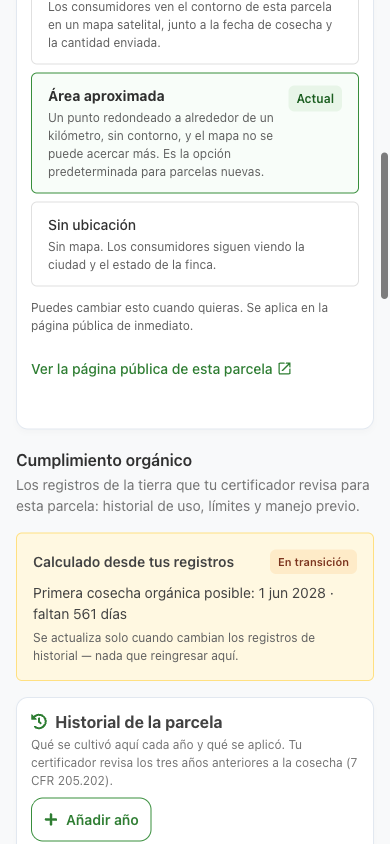 Los consumidores ven el contorno de esta parcela
en un mapa satelital, junto a la fecha de cosecha y
la cantidad enviada.
Área aproximada
Actual
Un punto redondeado a alrededor de un
kilómetro, sin contorno, y el mapa no se
puede acercar más. Es la opción
predeterminada para parcelas nuevas.
Sin ubicación
Sin mapa. Los consumidores siguen viendo la
ciudad y el estado de la finca.
Puedes cambiar esto cuando quieras. Se aplica en la
página pública de inmediato.
Ver la página pública de esta parcela
Cumplimiento orgánico
Los registros de la tierra que tu certificador revisa para
esta parcela: historial de uso, límites y manejo previo.
Calculado desde tus registros
En transición
Primera cosecha orgánica posible: 1 jun 2028 ·
faltan 561 días
Se actualiza solo cuando cambian los registros de
historial — nada que reingresar aquí.
Historial de la parcela
Qué se cultivó aquí cada año y qué se aplicó. Tu
certificador revisa los tres años anteriores a la cosecha (7
CFR 205.202).
Añadir año